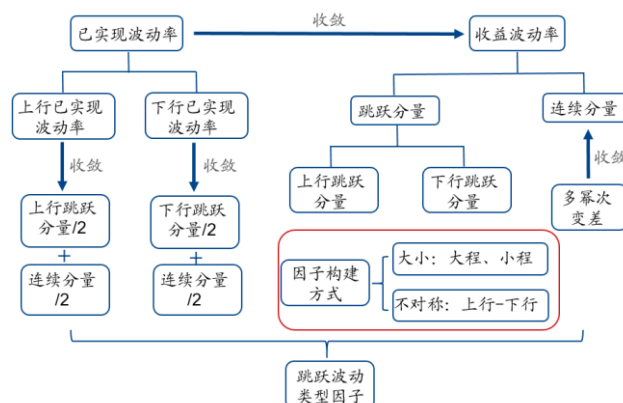 已实现波动率
收敛
收益波动率
上行已实现
波动率
下行已实现
波动率
跳跃分量
连续分量
收敛
收敛
收敛
上行跳跃
分量
下行跳跃
分量
多幂次
变差
上行跳跃
分量/2
下行跳跃
分量/2
+
+
连续分量
/2
连续分量
/2
因子构建
方式
大小：大程、小程
不对称：上行-下行
跳跃波动
类型因子